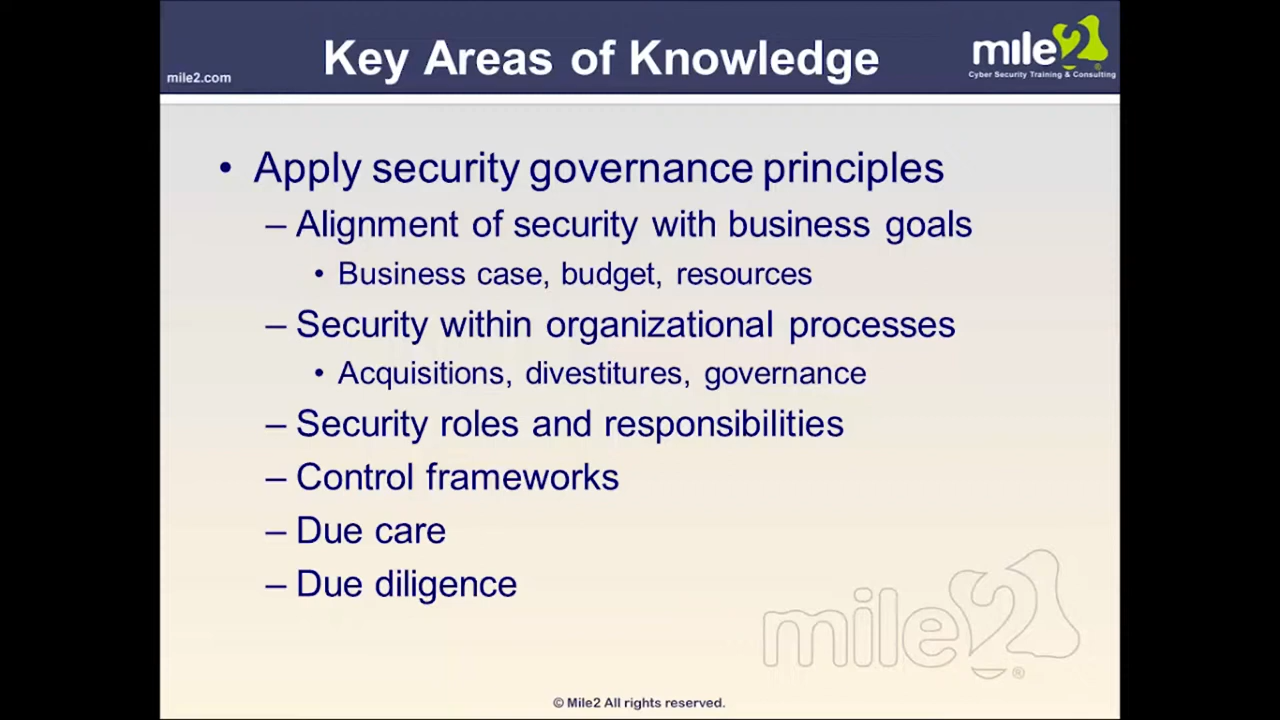 Key Areas of Knowledge
mile2.com
mile2
Cyber Security Training & Consulting
• Apply security governance principles
– Alignment of security with business goals
• Business case, budget, resources
– Security within organizational processes
• Acquisitions, divestitures, governance
– Security roles and responsibilities
– Control frameworks
– Due care
– Due diligence
mile2®
© Mile2 All rights reserved.